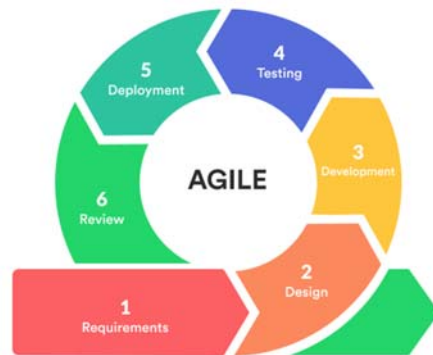 AGILE
1
Requirements
2
Design
3
Development
4
Testing
5
Deployment
6
Review